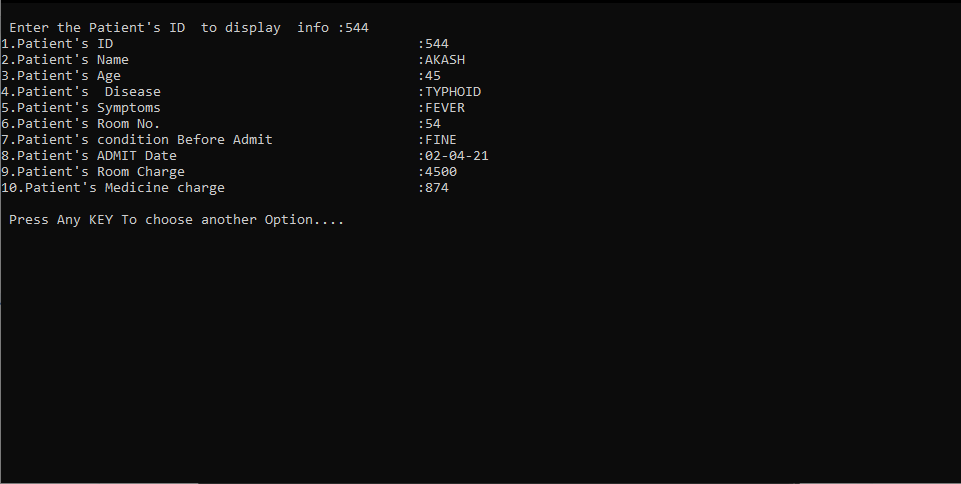 Enter the Patient's ID  to display  info :544
1.Patient's ID                                      :544
2.Patient's Name                                    :AKASH
3.Patient's Age                                     :45
4.Patient's  Disease                                :TYPHOID
5.Patient's Symptoms                                :FEVER
6.Patient's Room No.                                :54
7.Patient's condition Before Admit                  :FINE
8.Patient's ADMIT Date                              :02-04-21
9.Patient's Room Charge                             :4500
10.Patient's Medicine charge                        :874
Press Any KEY To choose another Option....